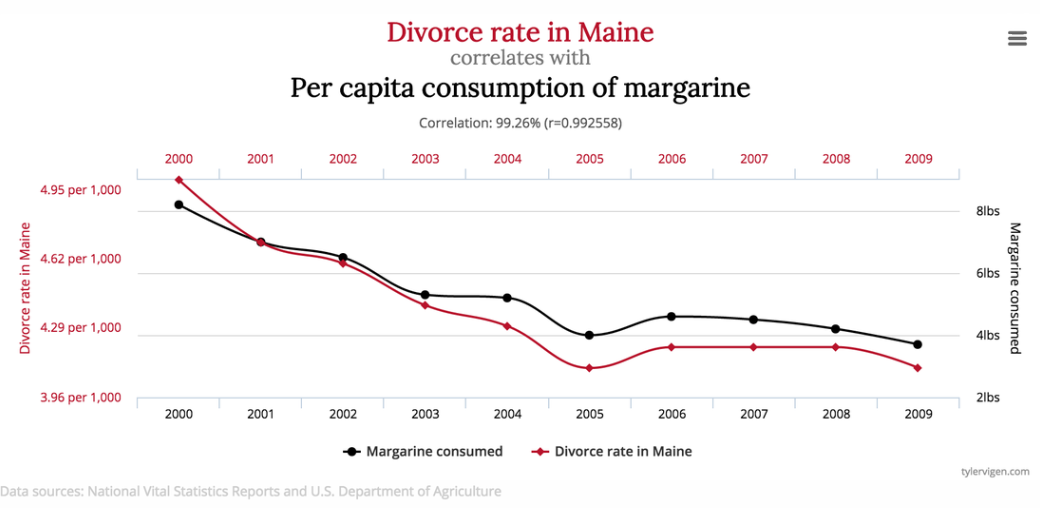 Divorce rate in Maine
correlates with
Per capita consumption of margarine
Correlation: 99.26% (r=0.992558)
2000 2001 2002 2003 2004 2005 2006 2007 2008 2009
4.95 per 1,000
8lbs
4.62 per 1,000
6lbs
4.29 per 1,000
4lbs
3.96 per 1,000
2lbs
Divorce rate in Maine
Margarine consumed
2000 2001 2002 2003 2004 2005 2006 2007 2008 2009
Margarine consumed Divorce rate in Maine
tylervigen.com
Data sources: National Vital Statistics Reports and U.S. Department of Agriculture